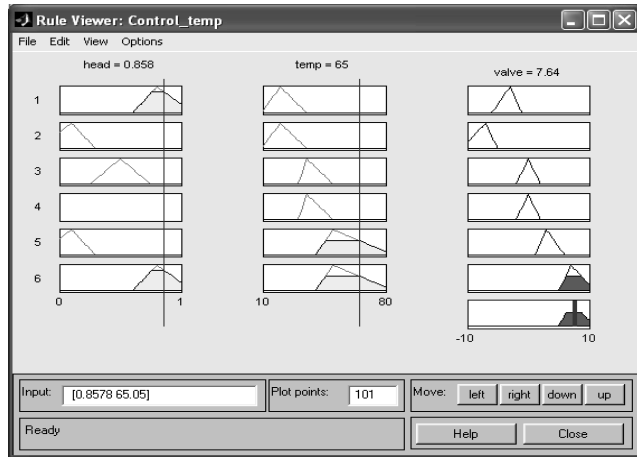 Rule Viewer: Control_temp
File Edit View Options
head = 0.858
temp = 65
valve = 7.64
1
2
3
4
5
6
0 1
10 80
-10 10
Input: [0.8578 65.05]
Plot points: 101
Move: left right down up
Ready
Help Close